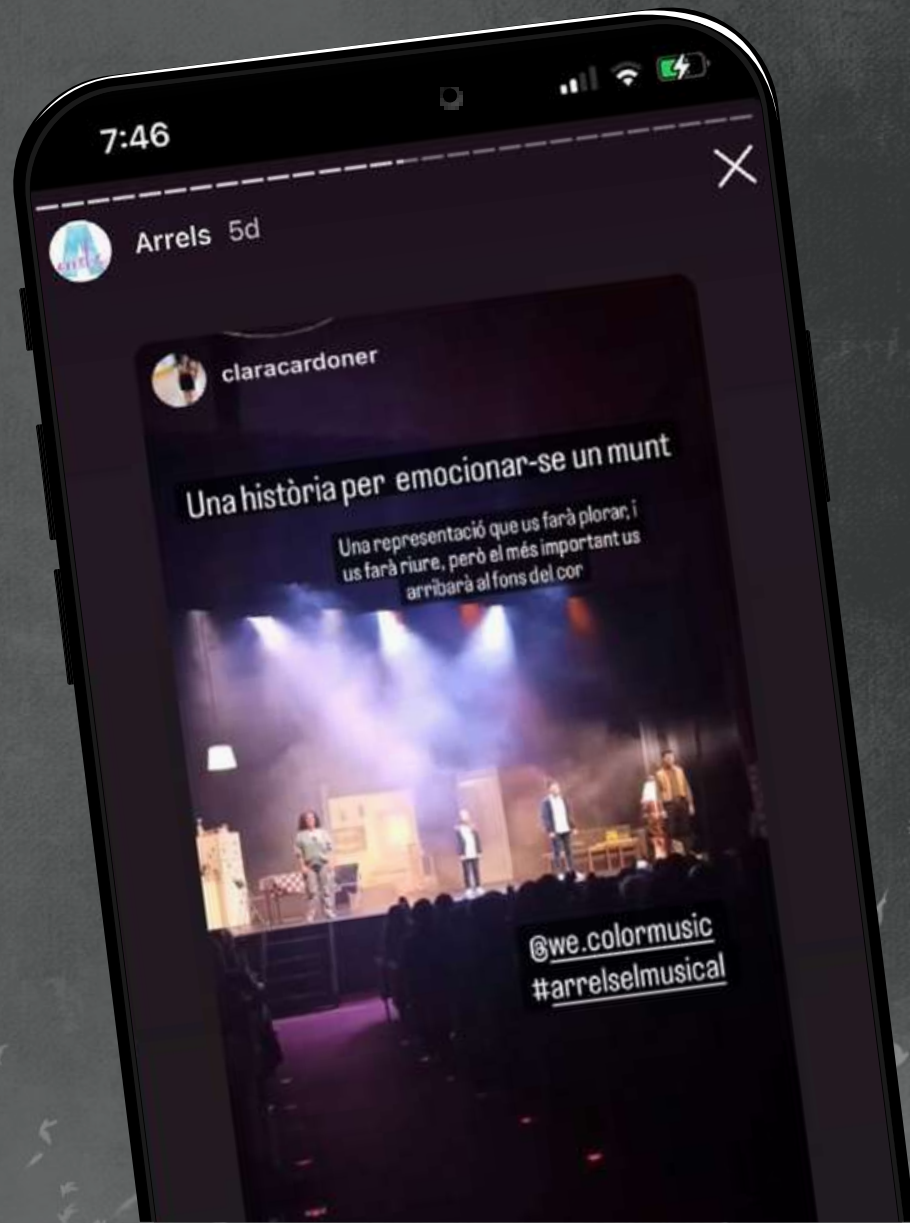 7:46
Arrels 5d
claracardoner
Una història per emocionar-se un munt
Una representació que us farà plorar, i
us farà riure, però el més important us
arribarà al fons del cor
@we.colormusic
#arrelselmusical